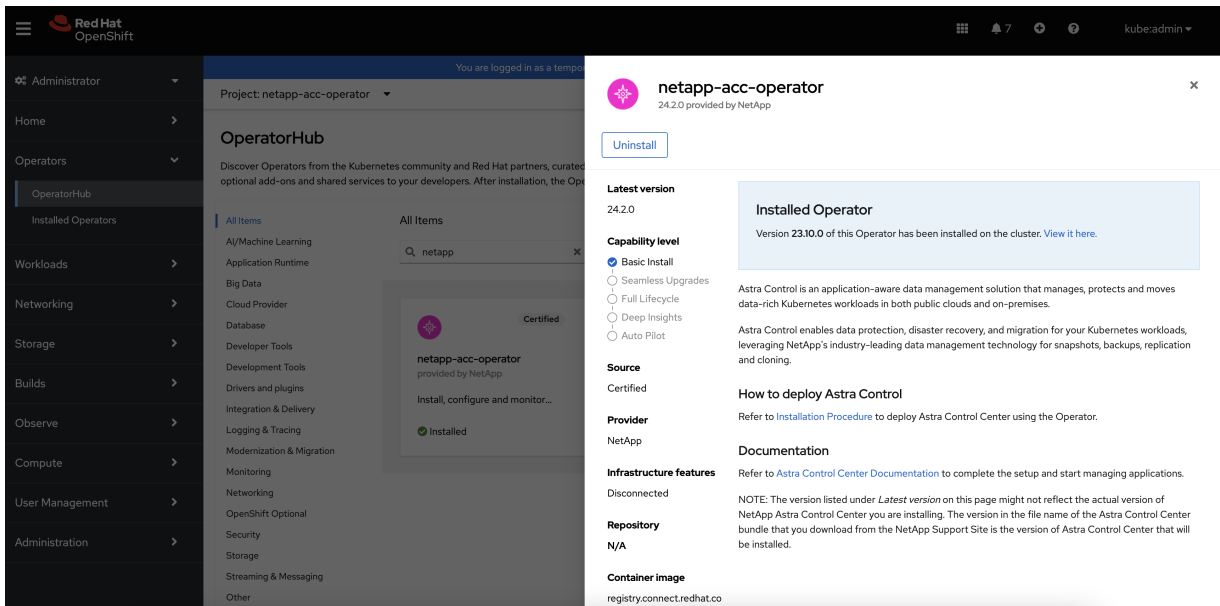 Red Hat
OpenShift
7
kube:admin
Administrator
Home
Operators
OperatorHub
Installed Operators
Workloads
Networking
Storage
Builds
Observe
Compute
User Management
Administration
You are logged in as a tempor
Project: netapp-acc-operator
OperatorHub
Discover Operators from the Kubernetes community and Red Hat partners, curated
optional add-ons and shared services to your developers. After installation, the Ope
All Items
AI/Machine Learning
Application Runtime
Big Data
Cloud Provider
Database
Developer Tools
Development Tools
Drivers and plugins
Integration & Delivery
Logging & Tracing
Modernization & Migration
Monitoring
Networking
OpenShift Optional
Security
Storage
Streaming & Messaging
Other
All Items
netapp
Certified
netapp-acc-operator
provided by NetApp
Install, configure and monitor...
Installed
netapp-acc-operator
24.2.0 provided by NetApp
Uninstall
Latest version
24.2.0
Capability level
Basic Install
Seamless Upgrades
Full Lifecycle
Deep Insights
Auto Pilot
Source
Certified
Provider
NetApp
Infrastructure features
Disconnected
Repository
N/A
Container image
registry.connect.redhat.co
Installed Operator
Version 23.10.0 of this Operator has been installed on the cluster. View it here.
Astra Control is an application-aware data management solution that manages, protects and moves
data-rich Kubernetes workloads in both public clouds and on-premises.
Astra Control enables data protection, disaster recovery, and migration for your Kubernetes workloads,
leveraging NetApp's industry-leading data management technology for snapshots, backups, replication
and cloning.
How to deploy Astra Control
Refer to Installation Procedure to deploy Astra Control Center using the Operator.
Documentation
Refer to Astra Control Center Documentation to complete the setup and start managing applications.
NOTE: The version listed under Latest version on this page might not reflect the actual version of
NetApp Astra Control Center you are installing. The version in the file name of the Astra Control Center
bundle that you download from the NetApp Support Site is the version of Astra Control Center that will
be installed.